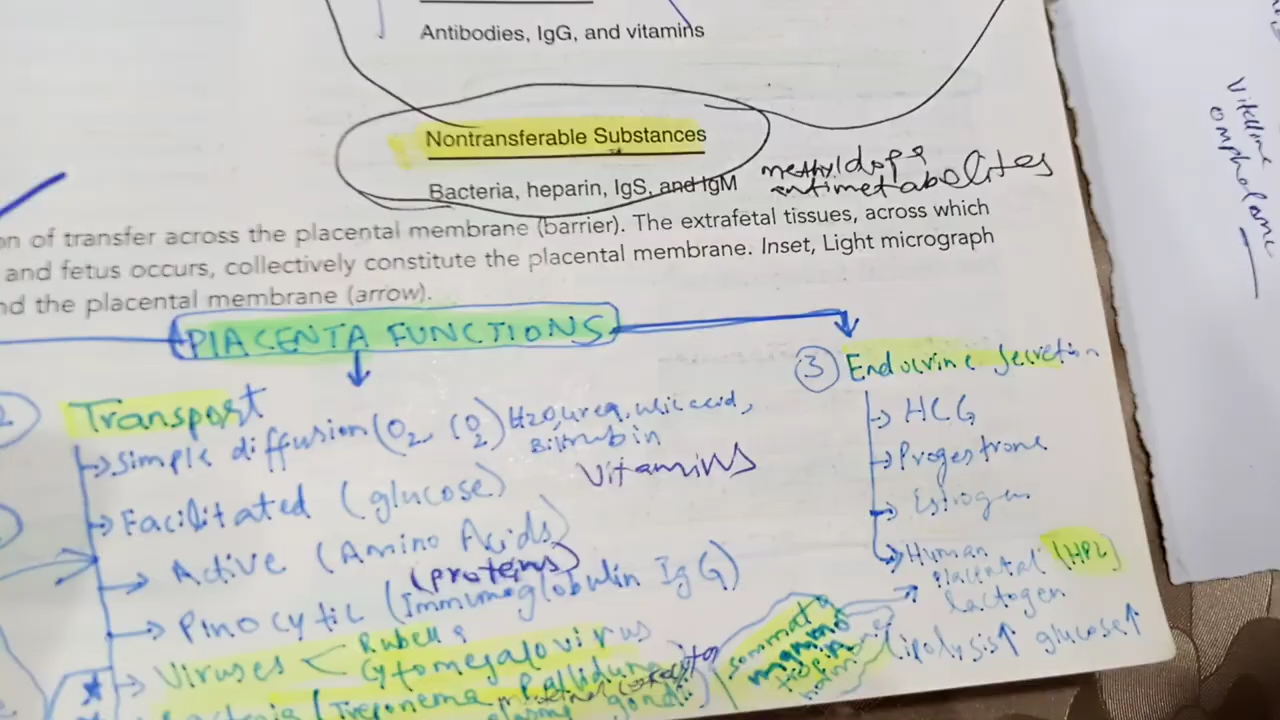 Antibodies, IgG, and vitamins
Nontransferable Substances
Bacteria, heparin, IgS, and IgM
methyldopa
antimetabolites
on of transfer across the placental membrane (barrier). The extrafetal tissues, across which
and fetus occurs, collectively constitute the placental membrane. Inset, Light micrograph
nd the placental membrane (arrow).
PLACENTA FUNCTIONS
Transport
Simple diffusion (O2, CO2) H2O, urea, uric acid,
Bilirubin
Vitamins
Facilitated (glucose)
Active (Amino Acids)
(proteins)
Pinocytic (Immunoglobulin IgG)
Viruses < Rubella
Cytomegalovirus
(Treponema Pallidum
3 Endocrine Secretion
HCG
Progestrone
Estrogen
Human
Placental (HPL)
lactogen
lipolysis↑ glucose↑
Vitelline
omphalone